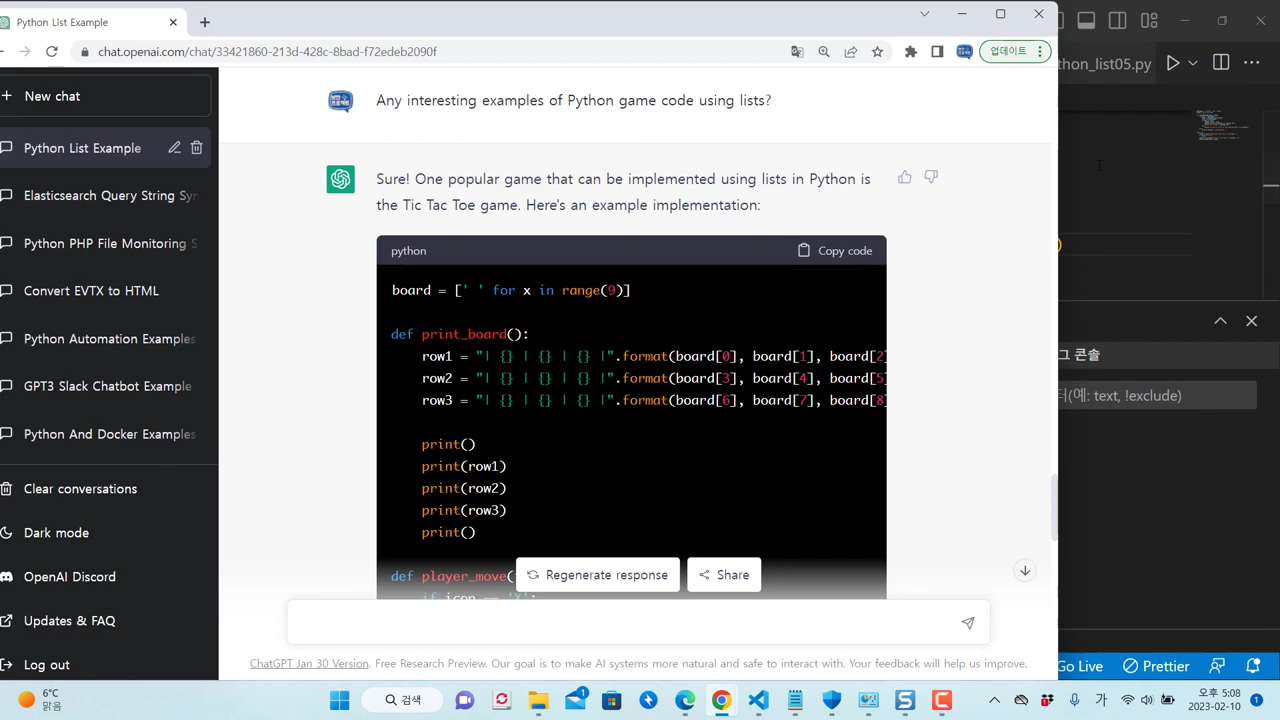 Python List Example
chat.openai.com/chat/33421860-213d-428c-8bad-f72edeb2090f
업데이트
New chat
Python List Example
Elasticsearch Query String Syn
Python PHP File Monitoring S
Convert EVTX to HTML
Python Automation Examples
GPT3 Slack Chatbot Example
Python And Docker Examples
Clear conversations
Dark mode
OpenAI Discord
Updates & FAQ
Log out
Any interesting examples of Python game code using lists?
Sure! One popular game that can be implemented using lists in Python is
the Tic Tac Toe game. Here's an example implementation:
python
Copy code
board = [' ' for x in range(9)]
def print_board():
row1 = "| {} | {} | {} |".format(board[0], board[1], board[2]
row2 = "| {} | {} | {} |".format(board[3], board[4], board[5]
row3 = "| {} | {} | {} |".format(board[6], board[7], board[8]
print()
print(row1)
print(row2)
print(row3)
print()
def player_move(
if icon == 'X':
Regenerate response
Share
ChatGPT Jan 30 Version. Free Research Preview. Our goal is to make AI systems more natural and safe to interact with. Your feedback will help us improve.
thon_list05.py
그 콘솔
터(예: text, !exclude)
Go Live
Prettier
6°C
맑음
검색
1
가
오후 5:08
2023-02-10
1